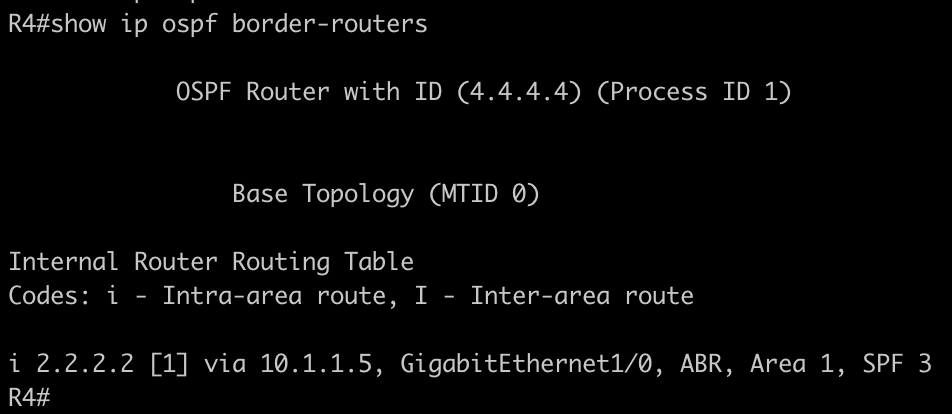 R4#show ip ospf border-routers
OSPF Router with ID (4.4.4.4) (Process ID 1)
Base Topology (MTID 0)
Internal Router Routing Table
Codes: i - Intra-area route, I - Inter-area route
i 2.2.2.2 [1] via 10.1.1.5, GigabitEthernet1/0, ABR, Area 1, SPF 3
R4#